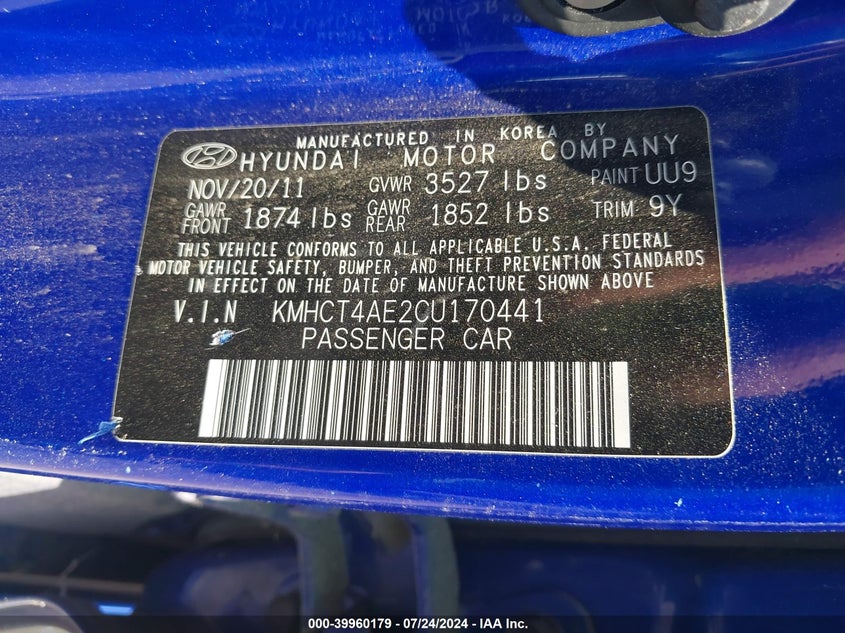 MANUFACTURED IN KOREA BY
HYUNDAI MOTOR COMPANY
NOV/20/11 GVWR 3527 lbs PAINT UU9
GAWR FRONT 1874 lbs GAWR REAR 1852 lbs TRIM 9Y
THIS VEHICLE CONFORMS TO ALL APPLICABLE U.S.A. FEDERAL
MOTOR VEHICLE SAFETY, BUMPER, AND THEFT PREVENTION STANDARDS
IN EFFECT ON THE DATE OF MANUFACTURE SHOWN ABOVE
V.I.N KMHCT4AE2CU170441
PASSENGER CAR
000-39960179 - 07/24/2024 - IAA Inc.